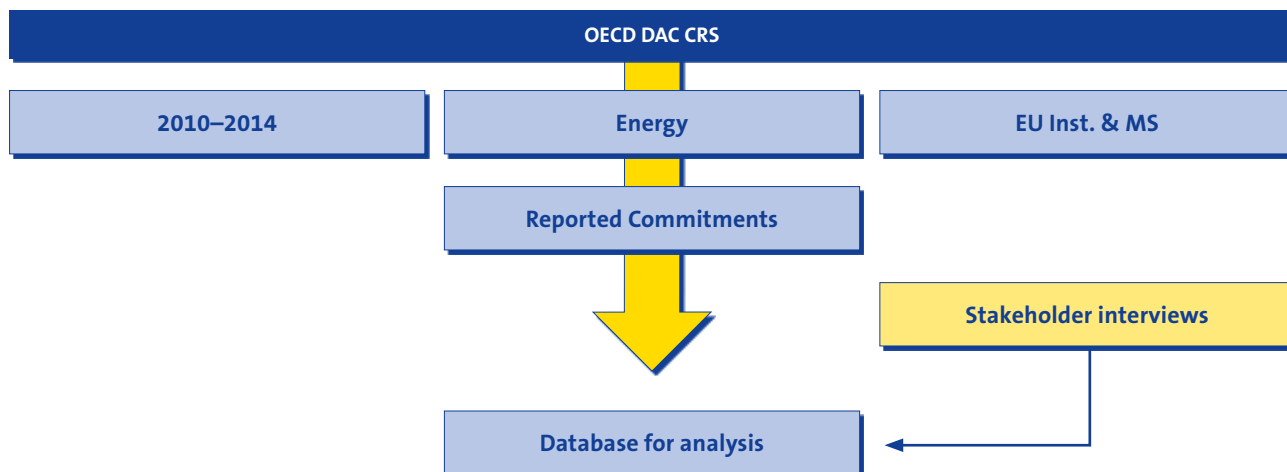 OECD DAC CRS
2010–2014
Energy
EU Inst. & MS
Reported Commitments
Stakeholder interviews
Database for analysis